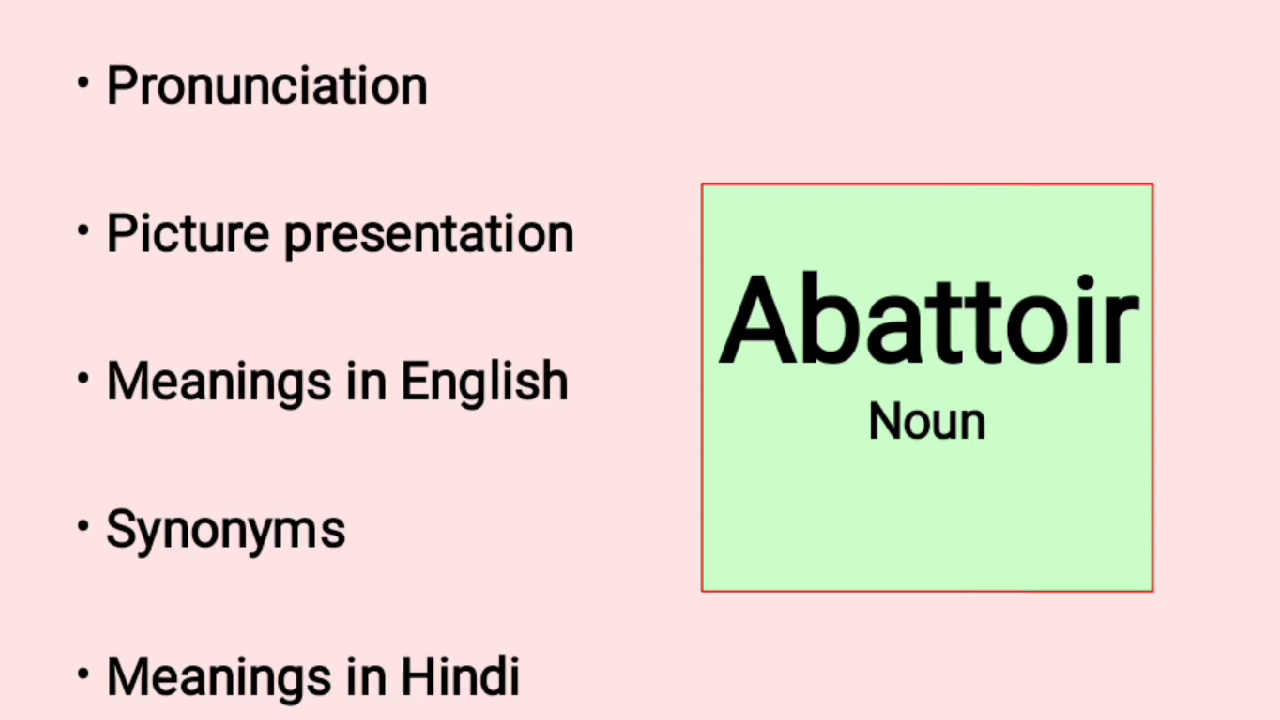 • Pronunciation
• Picture presentation
• Meanings in English
• Synonyms
• Meanings in Hindi
Abattoir
Noun